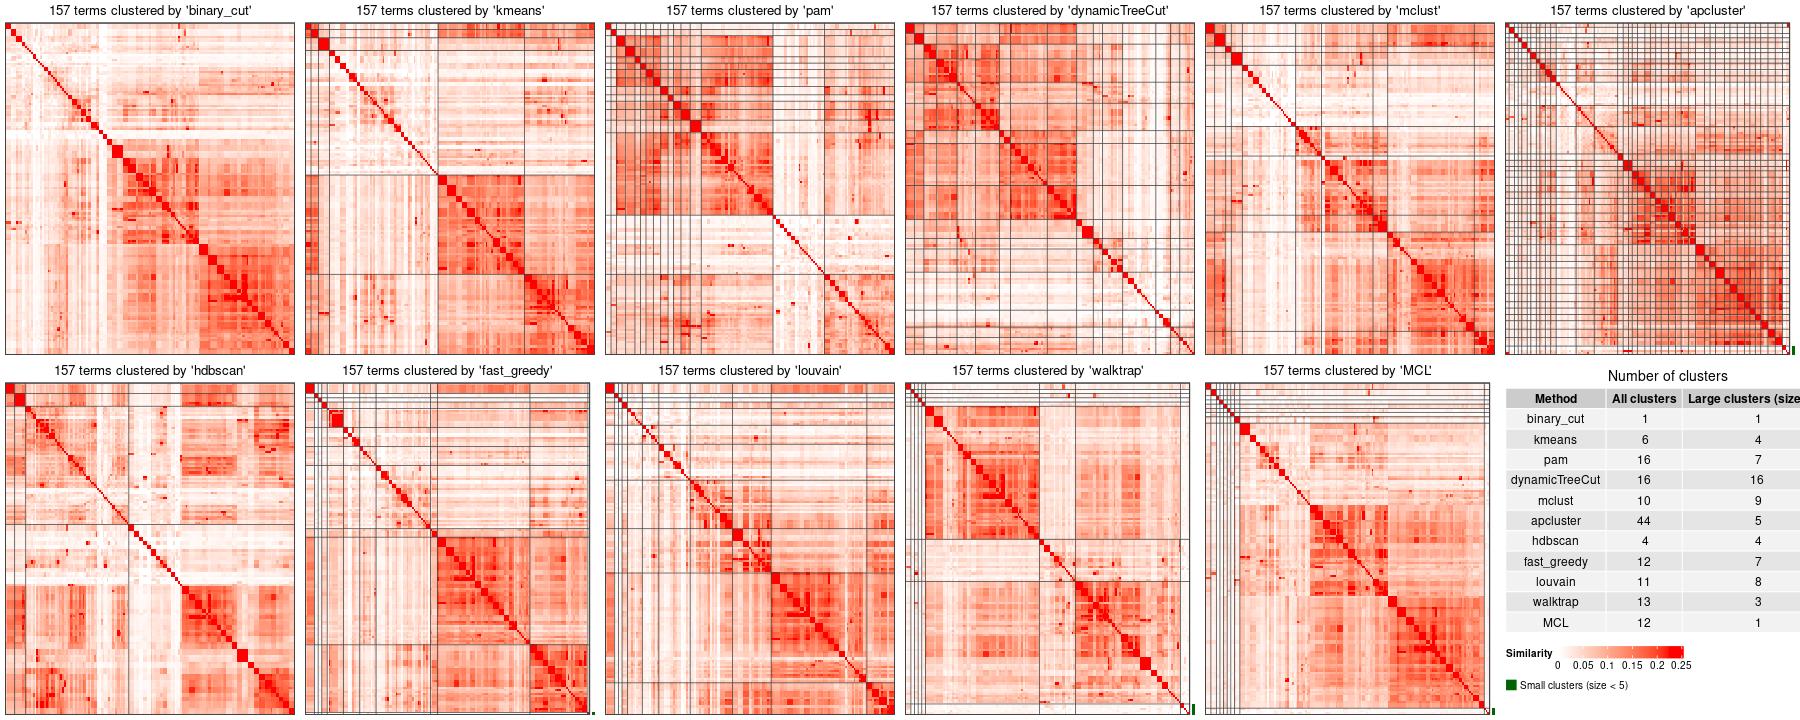 157 terms clustered by 'binary_cut'
157 terms clustered by 'kmeans'
157 terms clustered by 'pam'
157 terms clustered by 'dynamicTreeCut'
157 terms clustered by 'mclust'
157 terms clustered by 'apcluster'
157 terms clustered by 'hdbscan'
157 terms clustered by 'fast_greedy'
157 terms clustered by 'louvain'
157 terms clustered by 'walktrap'
157 terms clustered by 'MCL'
Number of clusters
Method All clusters Large clusters (size
binary_cut 1 1
kmeans 6 4
pam 16 7
dynamicTreeCut 16 16
mclust 10 9
apcluster 44 5
hdbscan 4 4
fast_greedy 12 7
louvain 11 8
walktrap 13 3
MCL 12 1
Similarity
0 0.05 0.1 0.15 0.2 0.25
Small clusters (size < 5)